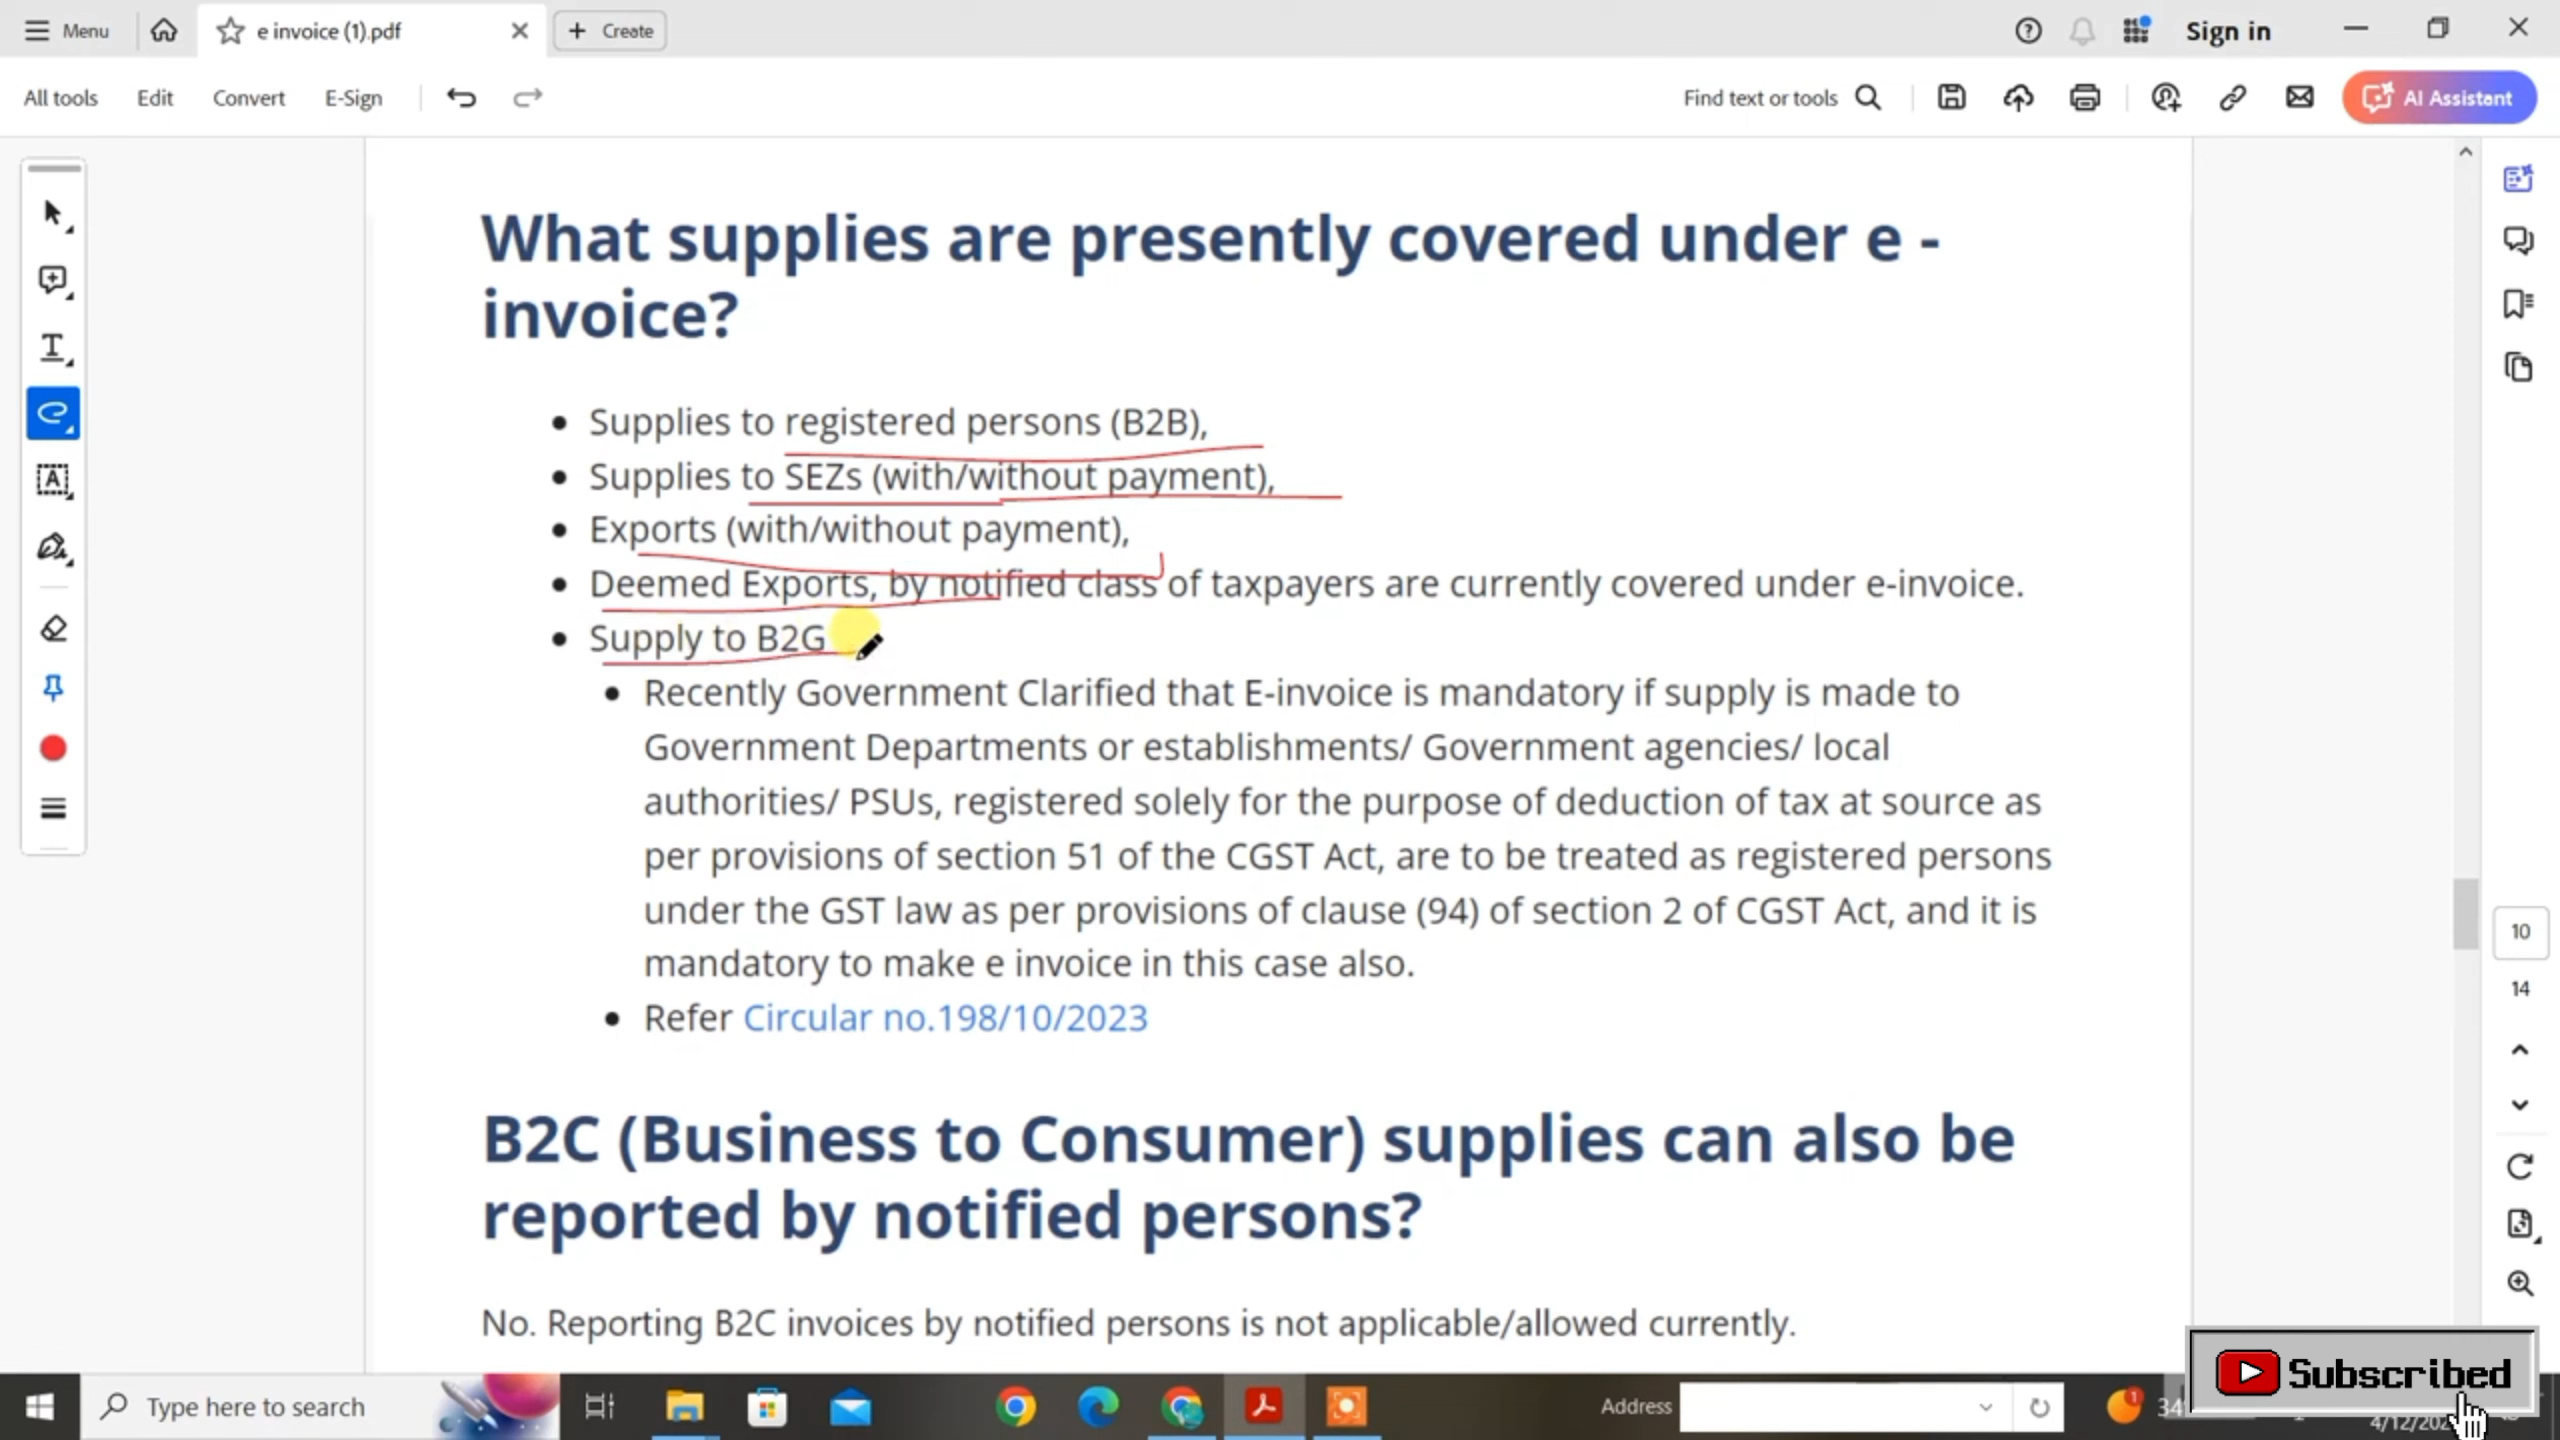 Menu
e invoice (1).pdf
Create
Sign in
All tools
Edit
Convert
E-Sign
Find text or tools
AI Assistant
What supplies are presently covered under e -
invoice?
Supplies to registered persons (B2B),
Supplies to SEZs (with/without payment),
Exports (with/without payment),
Deemed Exports, by notified class of taxpayers are currently covered under e-invoice.
Supply to B2G
Recently Government Clarified that E-invoice is mandatory if supply is made to
Government Departments or establishments/ Government agencies/ local
authorities/ PSUs, registered solely for the purpose of deduction of tax at source as
per provisions of section 51 of the CGST Act, are to be treated as registered persons
under the GST law as per provisions of clause (94) of section 2 of CGST Act, and it is
mandatory to make e invoice in this case also.
Refer Circular no.198/10/2023
10
14
B2C (Business to Consumer) supplies can also be
reported by notified persons?
No. Reporting B2C invoices by notified persons is not applicable/allowed currently.
Subscribed
Type here to search
Address